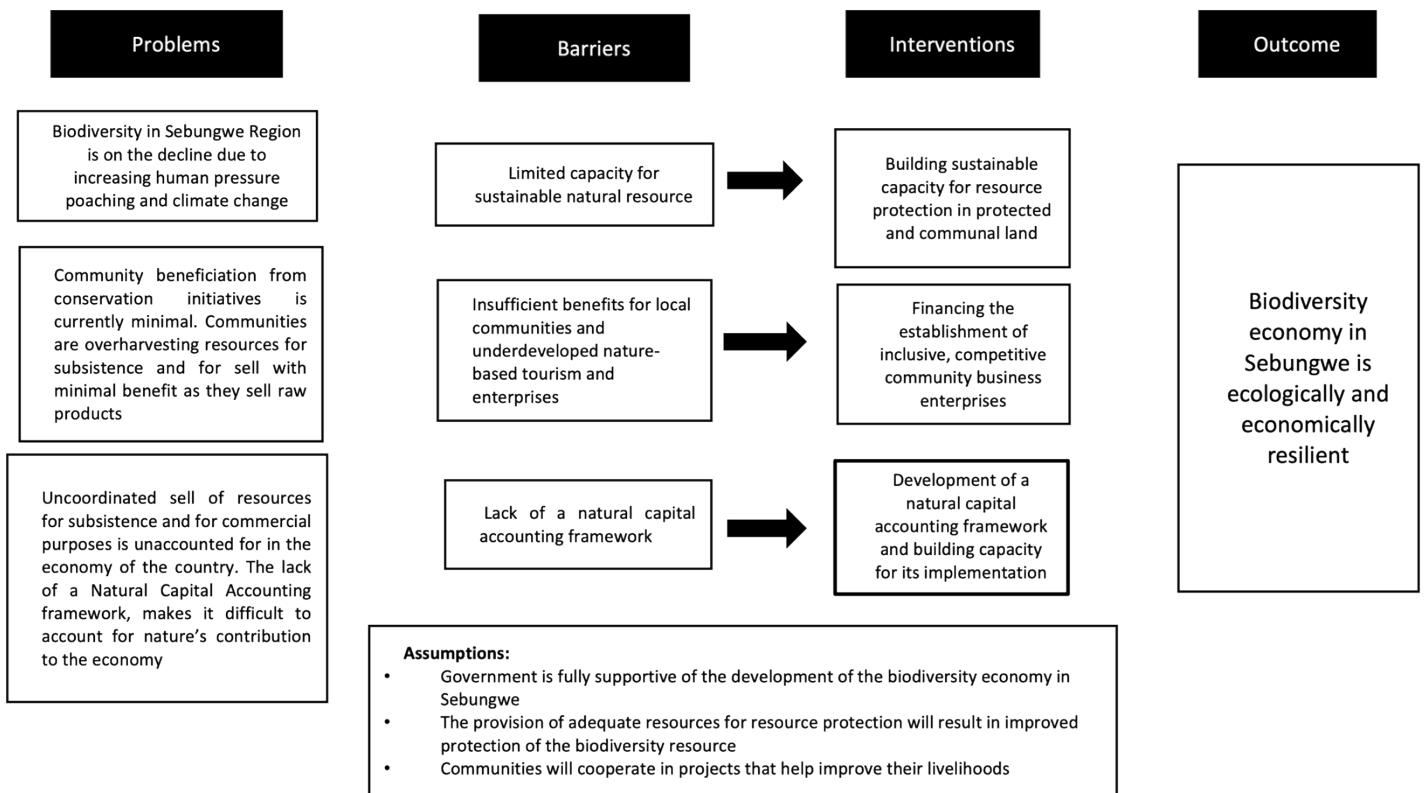 Problems
Barriers
Interventions
Outcome
Biodiversity in Sebungwe Region
is on the decline due to
increasing human pressure
poaching and climate change
Community beneficiation from
conservation initiatives is
currently minimal. Communities
are overharvesting resources for
subsistence and for sell with
minimal benefit as they sell raw
products
Uncoordinated sell of resources
for subsistence and for commercial
purposes is unaccounted for in the
economy of the country. The lack
of a Natural Capital Accounting
framework, makes it difficult to
account for nature’s contribution
to the economy
Limited capacity for
sustainable natural resource
Insufficient benefits for local
communities and
underdeveloped nature-
based tourism and
enterprises
Lack of a natural capital
accounting framework
Building sustainable
capacity for resource
protection in protected
and communal land
Financing the
establishment of
inclusive, competitive
community business
enterprises
Development of a
natural capital
accounting framework
and building capacity
for its implementation
Biodiversity
economy in
Sebungwe is
ecologically and
economically
resilient
Assumptions:
• Government is fully supportive of the development of the biodiversity economy in
Sebungwe
• The provision of adequate resources for resource protection will result in improved
protection of the biodiversity resource
• Communities will cooperate in projects that help improve their livelihoods